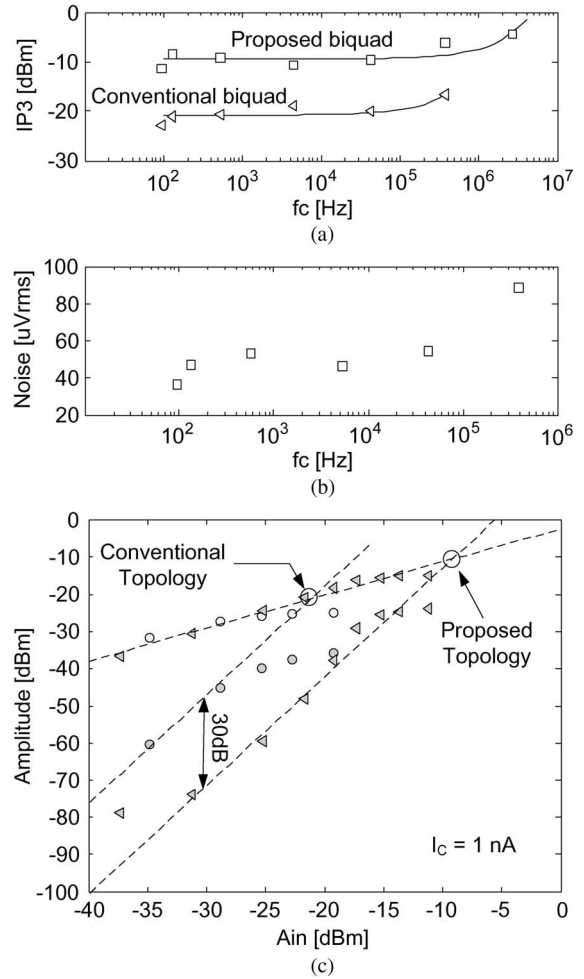 0
-10
-20
-30
IP3 [dBm]
Proposed biquad
Conventional biquad
10^2 10^3 10^4 10^5 10^6 10^7
fc [Hz]
(a)
100
80
60
40
20
Noise [uVrms]
10^2 10^3 10^4 10^5 10^6
fc [Hz]
(b)
0
-10
-20
-30
-40
-50
-60
-70
-80
-90
-100
Amplitude [dBm]
Conventional
Topology
Proposed
Topology
30dB
I_C = 1 nA
-40 -35 -30 -25 -20 -15 -10 -5 0
Ain [dBm]
(c)